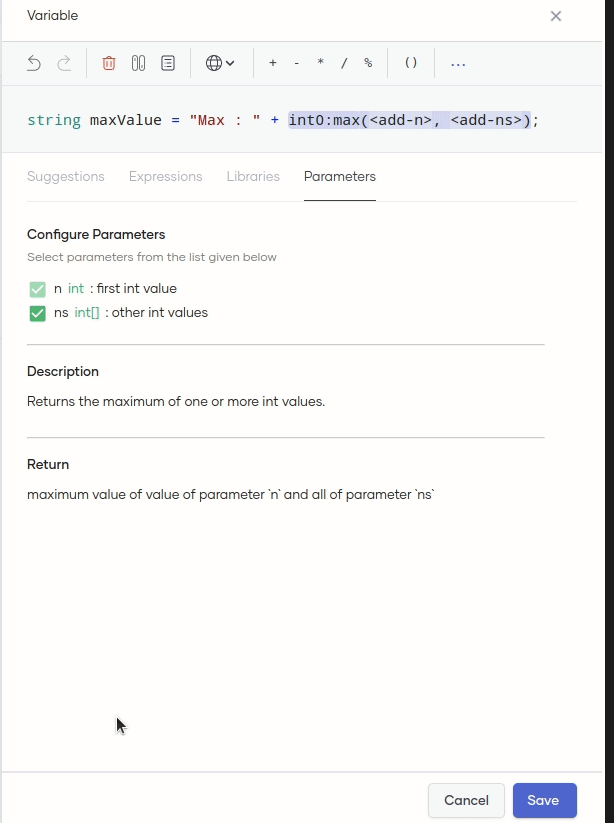 Variable
+ - * / % () ...
string maxValue = "Max : " + int0:max(<add-n>, <add-ns>);
Suggestions Expressions Libraries Parameters
Configure Parameters
Select parameters from the list given below
n int : first int value
ns int[] : other int values
Description
Returns the maximum of one or more int values.
Return
maximum value of value of parameter `n` and all of parameter `ns`
Cancel Save